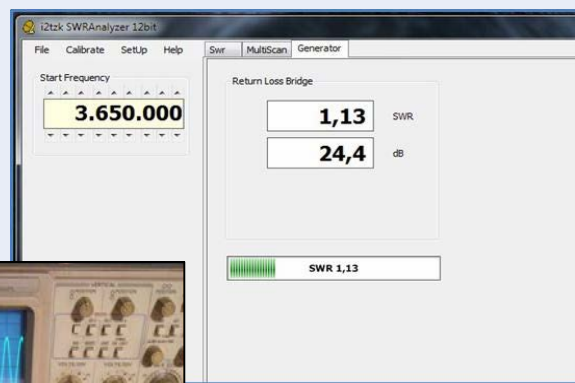 i2tzk SWRAnalyzer 12bit
File Calibrate SetUp Help
Swr MultiScan Generator
Start Frequency
3.650.000
Return Loss Bridge
1,13 SWR
24,4 dB
SWR 1,13
VERTICAL